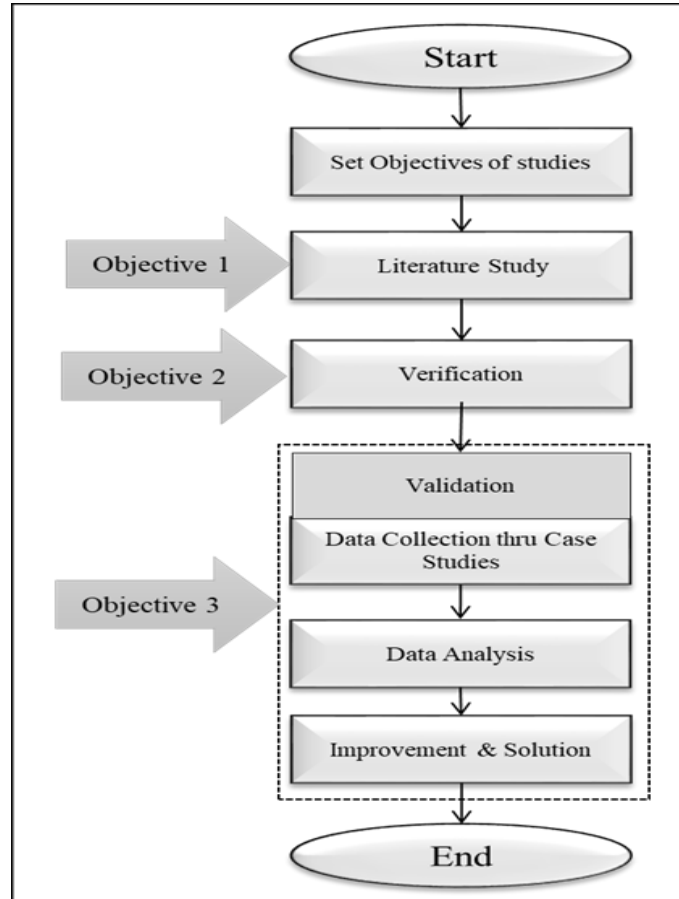 Start
Set Objectives of studies
Objective 1
Literature Study
Objective 2
Verification
Validation
Data Collection thru Case
Studies
Objective 3
Data Analysis
Improvement & Solution
End